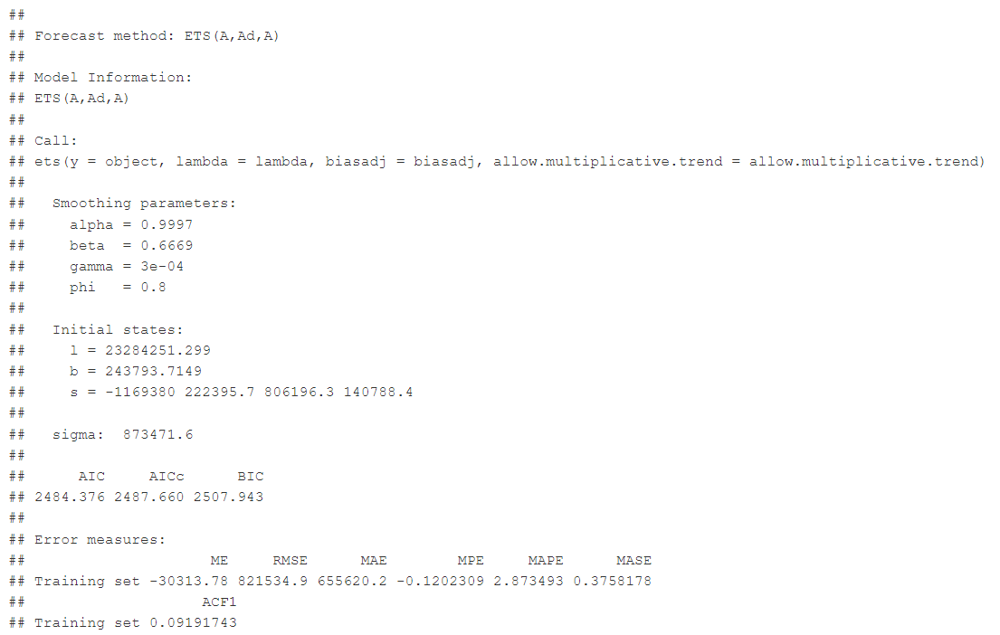 ##
## Forecast method: ETS(A,Ad,A)
##
## Model Information:
## ETS(A,Ad,A)
##
## Call:
## ets(y = object, lambda = lambda, biasadj = biasadj, allow.multiplicative.trend = allow.multiplicative.trend)
##
##   Smoothing parameters:
##     alpha = 0.9997
##     beta  = 0.6669
##     gamma = 3e-04
##     phi   = 0.8
##
##   Initial states:
##     l = 23284251.299
##     b = 243793.7149
##     s = -1169380 222395.7 806196.3 140788.4
##
##   sigma:  873471.6
##
##      AIC     AICc      BIC
## 2484.376 2487.660 2507.943
##
## Error measures:
##                     ME     RMSE      MAE        MPE     MAPE      MASE
## Training set -30313.78 821534.9 655620.2 -0.1202309 2.873493 0.3758178
##                    ACF1
## Training set 0.09191743